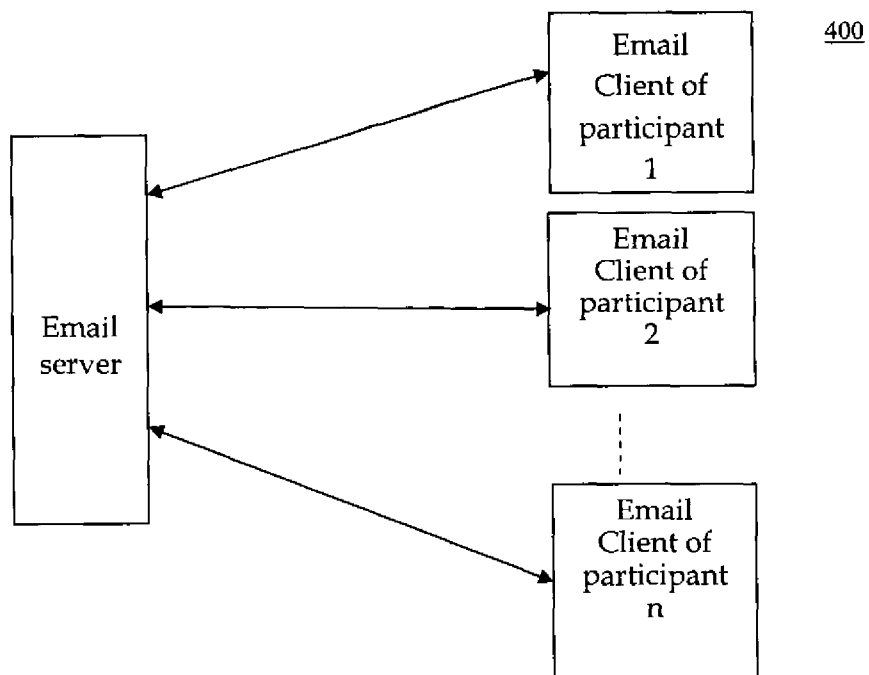 400
Email
Client of
participant
1
Email
Client of
participant
2
Email
server
Email
Client of
participant
n